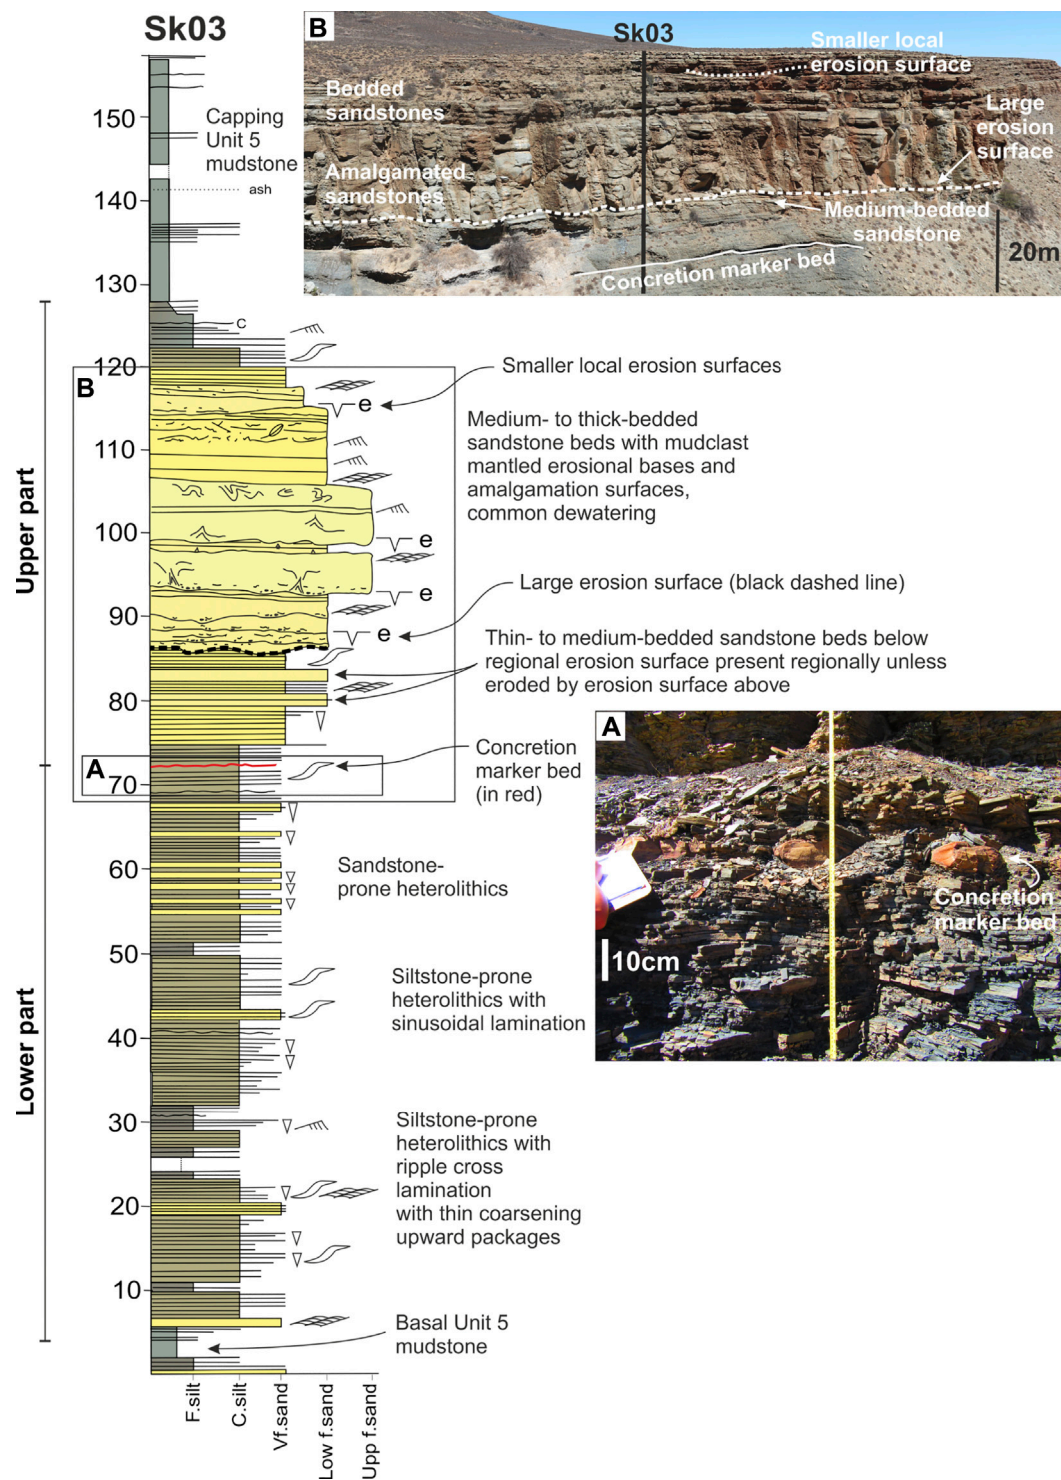 Sk03
B
Sk03
Smaller local
erosion surface
Bedded
sandstones
Large
erosion
surface
Amalgamated
sandstones
Medium-bedded
sandstone
Concretion marker bed
20m
150
140
130
120
110
100
90
80
70
60
50
40
30
20
10
Capping
Unit 5
mudstone
ash
c
B
e
Smaller local erosion surfaces
Medium- to thick-bedded
sandstone beds with mudclast
mantled erosional bases and
amalgamation surfaces,
common dewatering
e
e
Large erosion surface (black dashed line)
e
Thin- to medium-bedded sandstone beds below
regional erosion surface present regionally unless
eroded by erosion surface above
A
Concretion
marker bed
(in red)
Upper part
Lower part
Sandstone-
prone heterolithics
Siltstone-prone
heterolithics with
sinusoidal lamination
Siltstone-prone
heterolithics with
ripple cross
lamination
with thin coarsening
upward packages
Basal Unit 5
mudstone
A
Concretion
marker bed
10cm
F.silt
C.silt
Vf.sand
Low f.sand
Upp f.sand